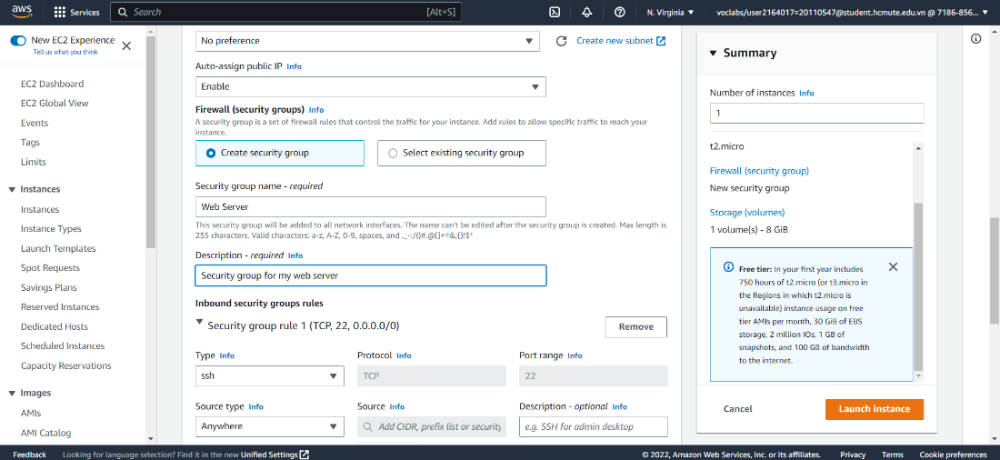 aws
Services
Search
[Alt+S]
N. Virginia
voclabs/user2164017=20110547@student.hcmute.edu.vn @ 7186-856...
New EC2 Experience
Tell us what you think
EC2 Dashboard
EC2 Global View
Events
Tags
Limits
Instances
Instances
Instance Types
Launch Templates
Spot Requests
Savings Plans
Reserved Instances
Dedicated Hosts
Scheduled Instances
Capacity Reservations
Images
AMIs
AMI Catalog
No preference
Create new subnet
Auto-assign public IP Info
Enable
Firewall (security groups) Info
A security group is a set of firewall rules that control the traffic for your instance. Add rules to allow specific traffic to reach your
instance.
Create security group
Select existing security group
Security group name - required
Web Server
This security group will be added to all network interfaces. The name can't be edited after the security group is created. Max length is
255 characters. Valid characters: a-z, A-Z, 0-9, spaces, and ._-:/()#,@[]+=&;{}!$*
Description - required Info
Security group for my web server
Inbound security groups rules
Security group rule 1 (TCP, 22, 0.0.0.0/0)
Remove
Type Info
Protocol Info
Port range Info
ssh
TCP
22
Source type Info
Source Info
Description - optional Info
Anywhere
Add CIDR, prefix list or security
e.g. SSH for admin desktop
Summary
Number of instances Info
1
t2.micro
Firewall (security group)
New security group
Storage (volumes)
1 volume(s) - 8 GiB
Free tier: In your first year includes
750 hours of t2.micro (or t3.micro in
the Regions in which t2.micro is
unavailable) instance usage on free
tier AMIs per month, 30 GiB of EBS
storage, 2 million IOs, 1 GB of
snapshots, and 100 GB of bandwidth
to the internet.
Cancel
Launch instance
Feedback
Looking for language selection? Find it in the new Unified Settings
© 2022, Amazon Web Services, Inc. or its affiliates.
Privacy
Terms
Cookie preferences